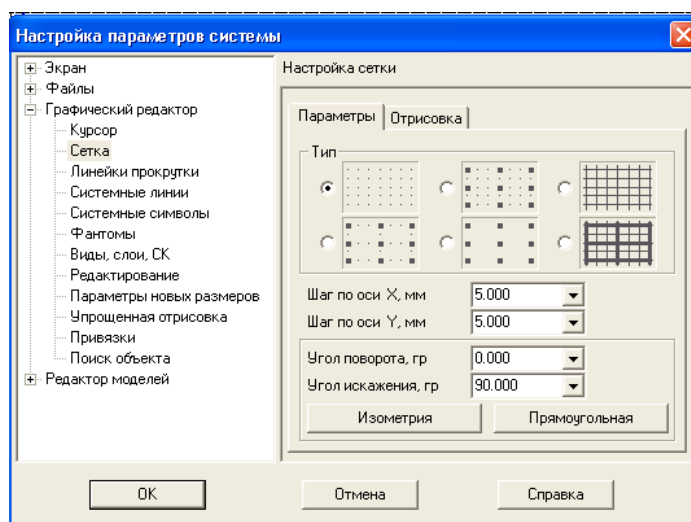 Настройка параметров системы
Экран
Файлы
Графический редактор
Курсор
Сетка
Линейки прокрутки
Системные линии
Системные символы
Фантомы
Виды, слои, СК
Редактирование
Параметры новых размеров
Упрощенная отрисовка
Привязки
Поиск объекта
Редактор моделей
Настройка сетки
Параметры Отрисовка
Тип
Шаг по оси X, мм 5.000
Шаг по оси Y, мм 5.000
Угол поворота, гр 0.000
Угол искажения, гр 90.000
Изометрия Прямоугольная
OK Отмена Справка